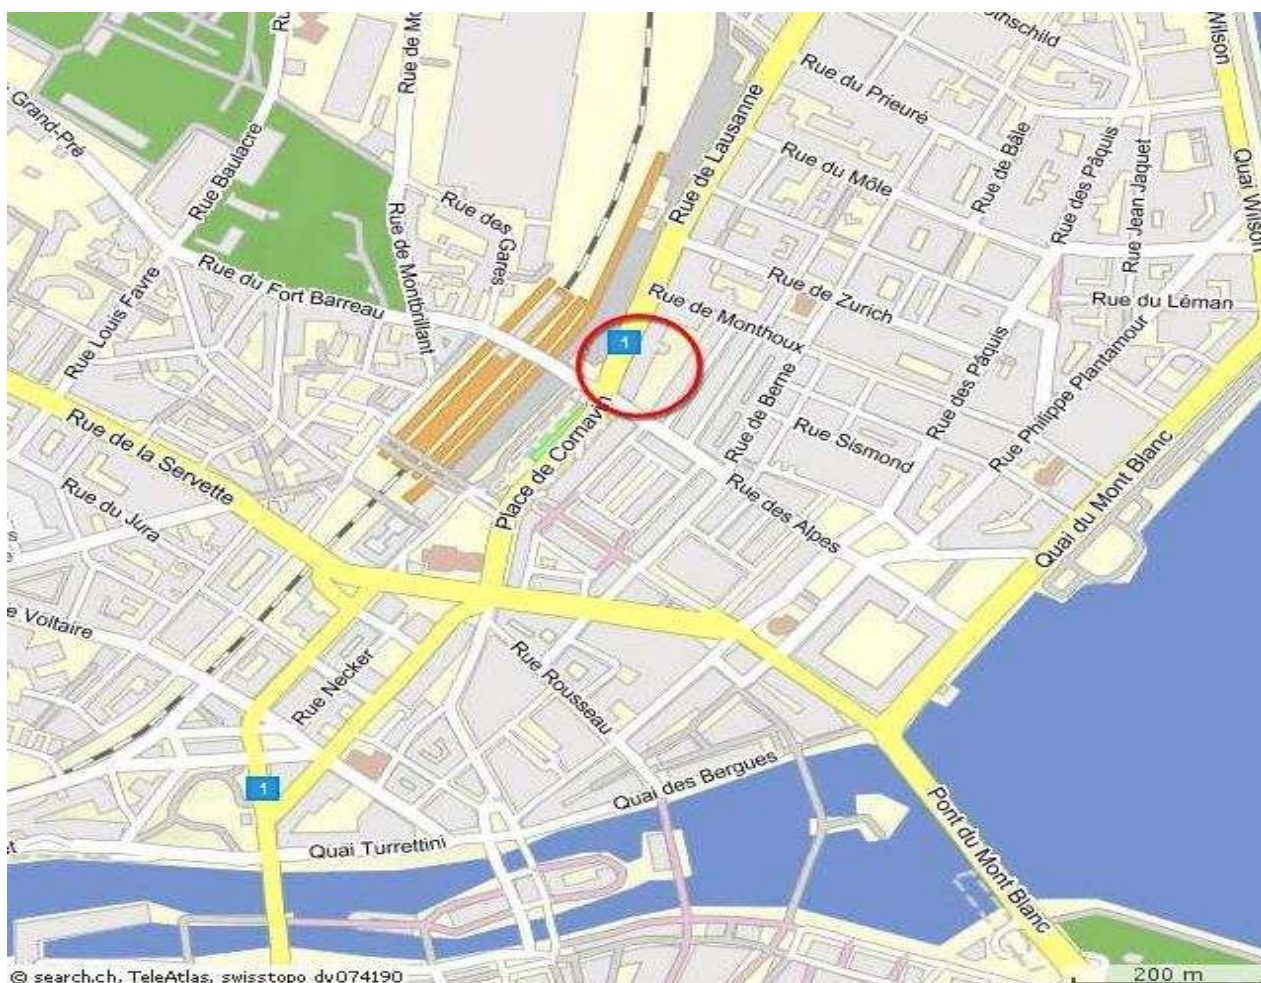 Rothschild
Wilson
Rue de Mo
Rue du Prieuré
Grand-Pré
Rue Baulacre
Rue de Lausanne
Rue de Bâle
Rue des Pâquis
Rue Jean Jaquet
Quai Wilson
Rue du Môle
Rue des
Gares
Rue de Montbrillant
Rue du Fort Barreau
Rue Louis Favre
Rue de Zurich
Rue du Léman
Rue de Monthoux
1
Rue Philippe Plantamour
Rue des Pâquis
Rue de Berne
Rue Sismond
Rue de la Servette
Place de Cornavin
Quai du Mont Blanc
Rue du Jura
Rue des Alpes
e Voltaire
Rue Necker
Rue Rousseau
1
Quai des Bergues
Pont du Mont Blanc
Quai Turrettini
© search.ch, TeleAtlas, swisstopo dv074190
200 m